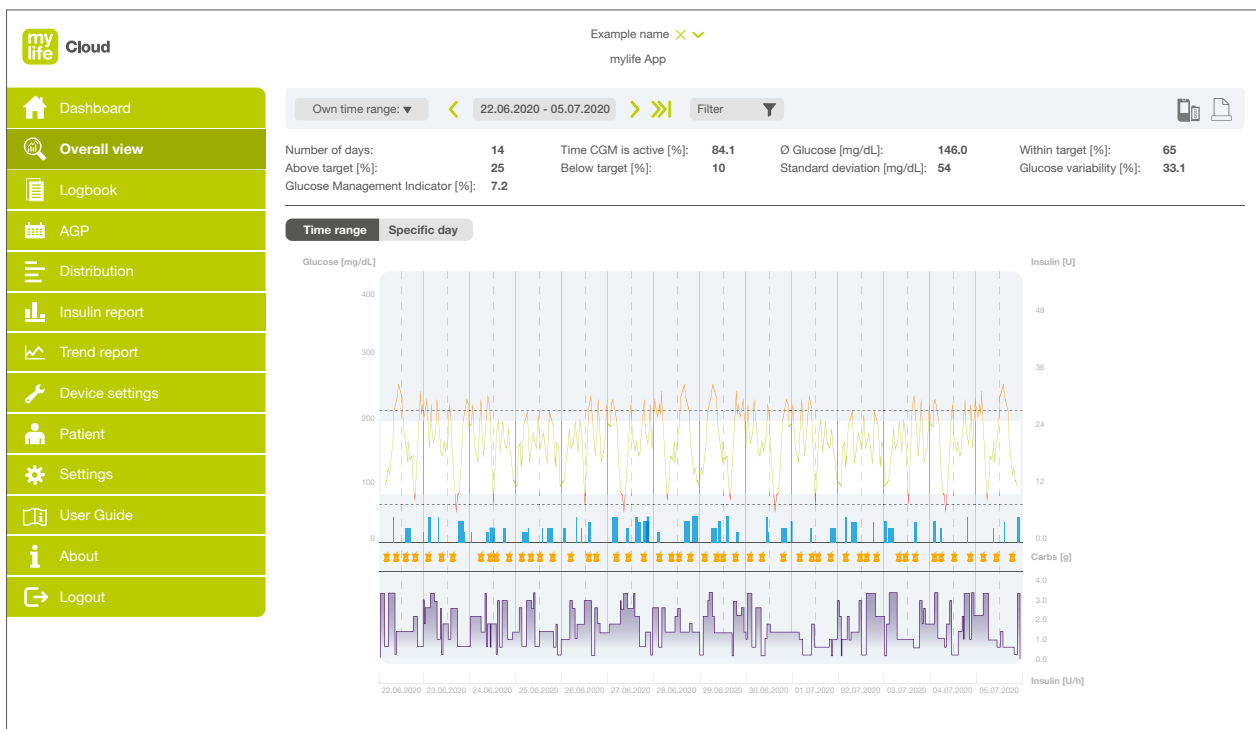 my
life
Cloud
Example name
mylife App
Dashboard
Overall view
Logbook
AGP
Distribution
Insulin report
Trend report
Device settings
Patient
Settings
User Guide
About
Logout
Own time range: 22.06.2020 - 05.07.2020 Filter
Number of days: 14 Time CGM is active [%]: 84.1 Ø Glucose [mg/dL]: 146.0 Within target [%]: 65
Above target [%]: 25 Below target [%]: 10 Standard deviation [mg/dL]: 54 Glucose variability [%]: 33.1
Glucose Management Indicator [%]: 7.2
Time range Specific day
Glucose [mg/dL] Insulin [U]
400
48
300
36
200
24
100
12
0 0.0
Carbs [g]
4.0
3.0
2.0
1.0
0.0
Insulin [U/h]
22.06.2020 23.06.2020 24.06.2020 25.06.2020 26.06.2020 27.06.2020 28.06.2020 29.06.2020 30.06.2020 01.07.2020 02.07.2020 03.07.2020 04.07.2020 05.07.2020